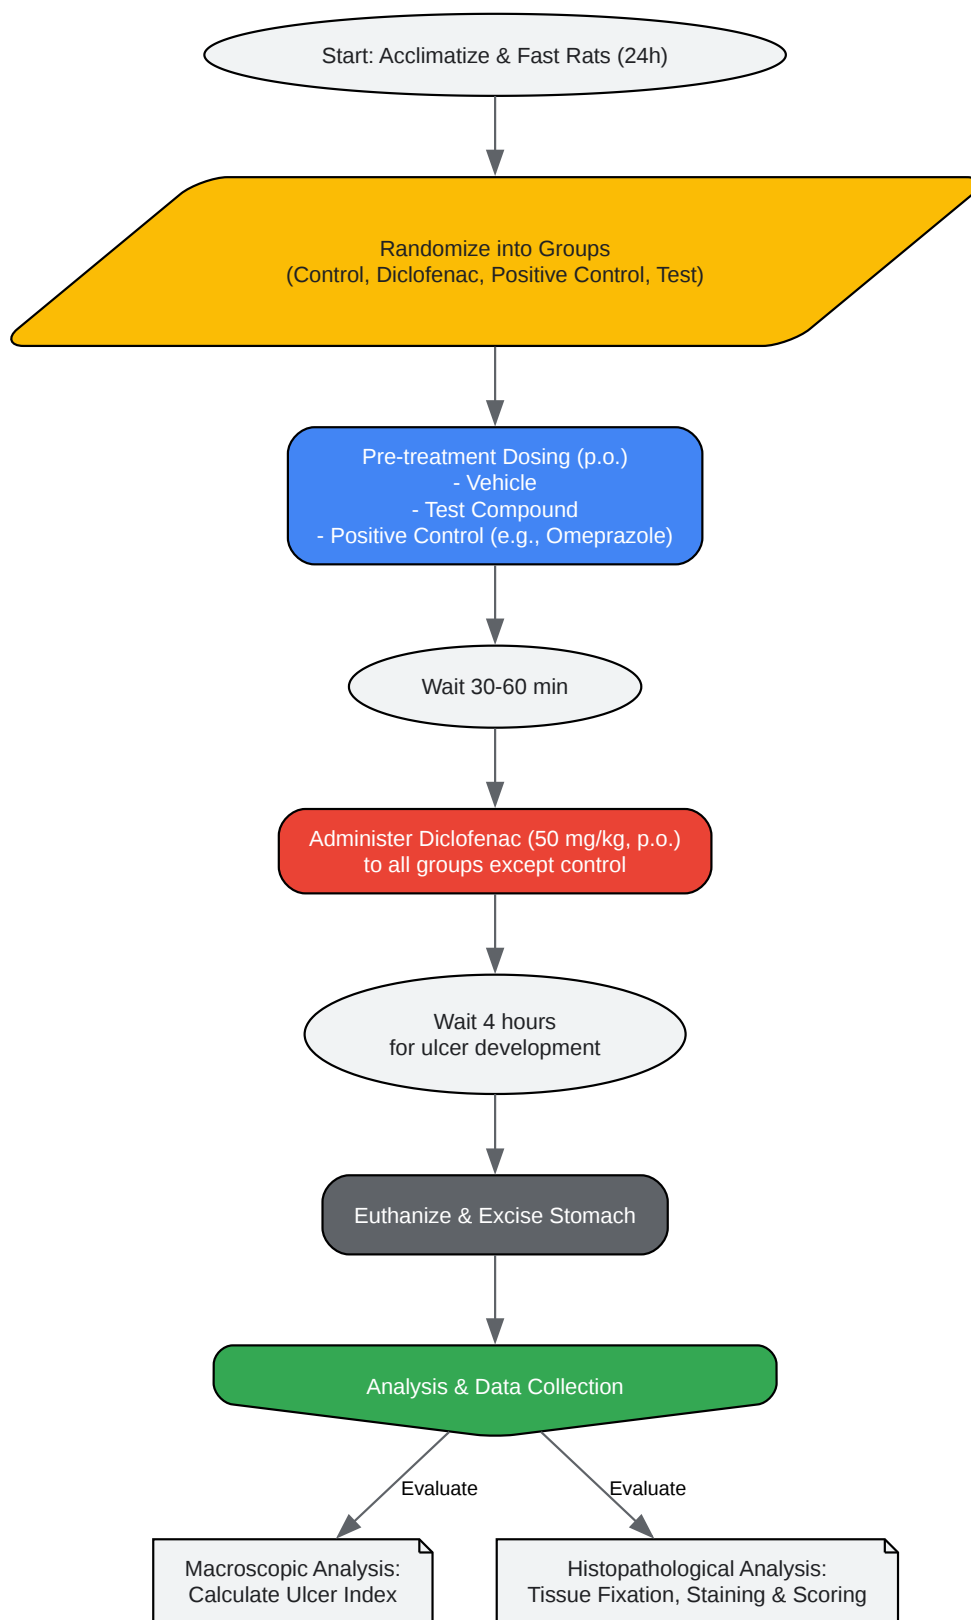 Start: Acclimatize & Fast Rats (24h)
Randomize into Groups
(Control, Diclofenac, Positive Control, Test)
Pre-treatment Dosing (p.o.)
- Vehicle
- Test Compound
- Positive Control (e.g., Omeprazole)
Wait 30-60 min
Administer Diclofenac (50 mg/kg, p.o.)
to all groups except control
Wait 4 hours
for ulcer development
Euthanize & Excise Stomach
Analysis & Data Collection
Evaluate
Evaluate
Macroscopic Analysis:
Calculate Ulcer Index
Histopathological Analysis:
Tissue Fixation, Staining & Scoring